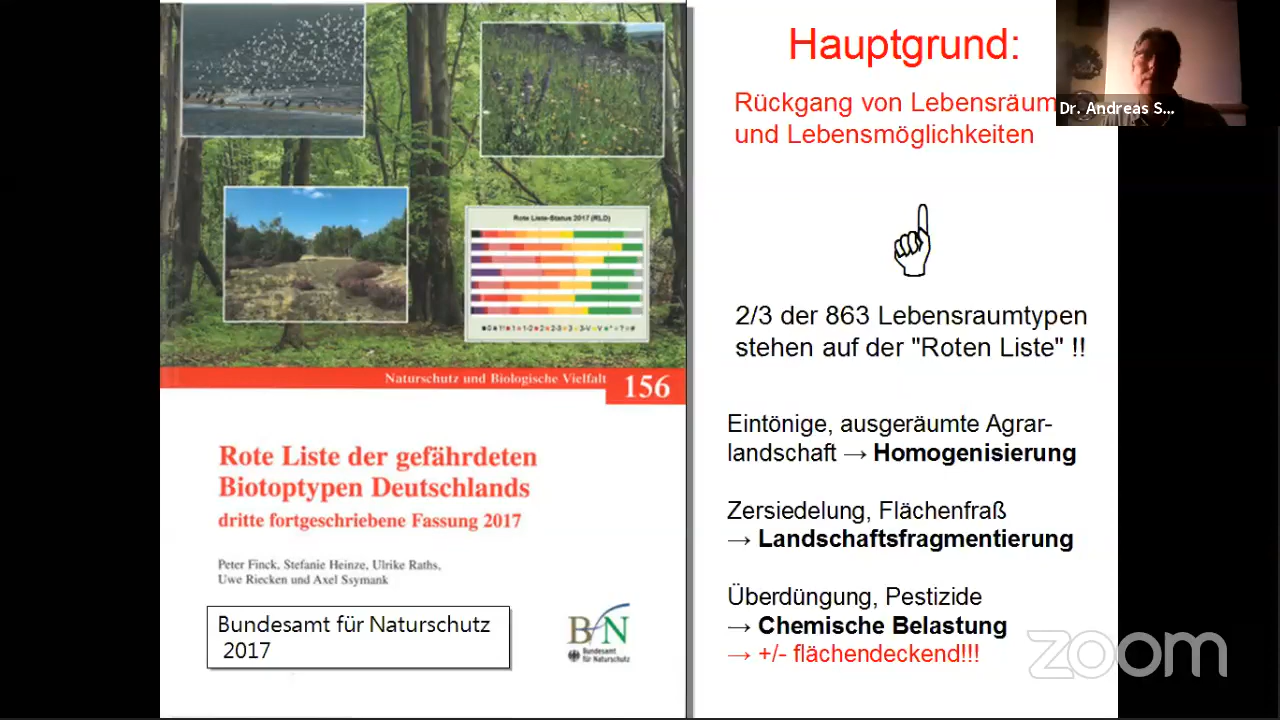 Rote Liste-Status 2017 (RLD)
Naturschutz und Biologische Vielfalt
156
Rote Liste der gefährdeten
Biotoptypen Deutschlands
dritte fortgeschriebene Fassung 2017
Peter Finck, Stefanie Heinze, Ulrike Raths,
Uwe Riecken und Axel Ssymank
Bundesamt für Naturschutz
2017
BfN
Bundesamt
für Naturschutz
Hauptgrund:
Rückgang von Lebensräum
und Lebensmöglichkeiten
2/3 der 863 Lebensraumtypen
stehen auf der "Roten Liste" !!
Eintönige, ausgeräumte Agrar-
landschaft → Homogenisierung
Zersiedelung, Flächenfraß
→ Landschaftsfragmentierung
Überdüngung, Pestizide
→ Chemische Belastung
→ +/- flächendeckend!!!
Dr. Andreas S...
zoom